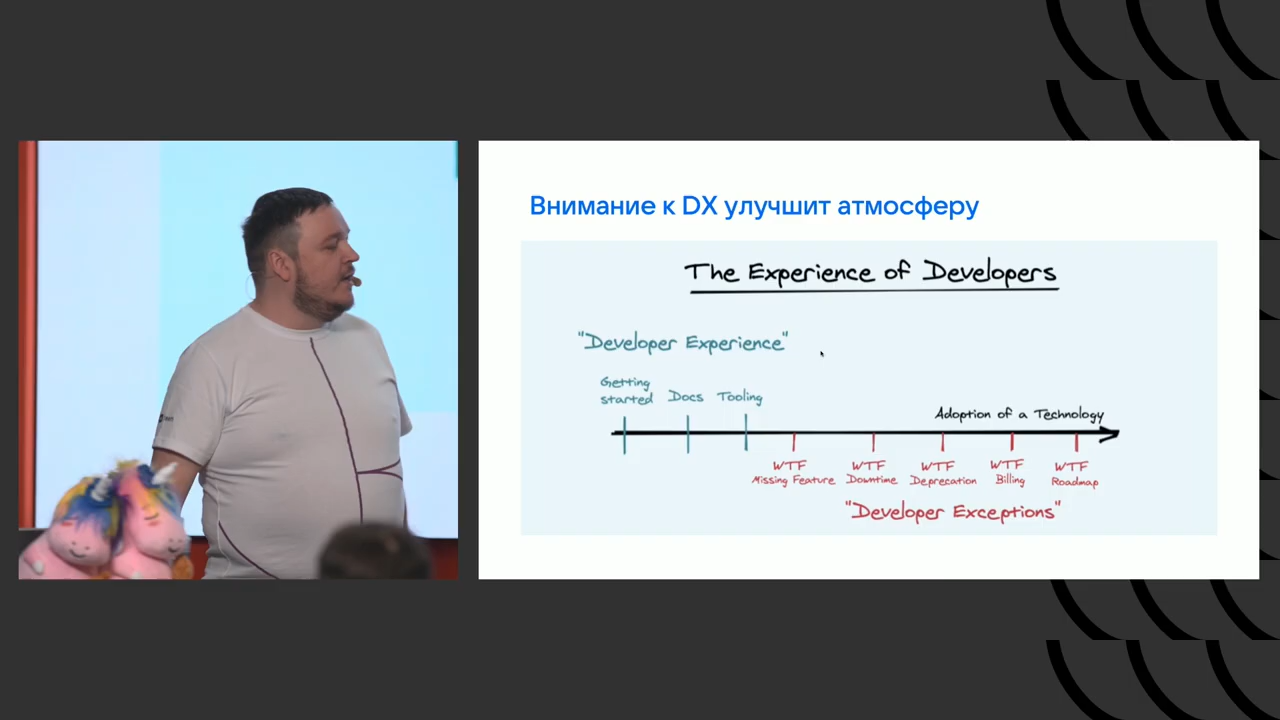 Внимание к DX улучшит атмосферу
The Experience of Developers
"Developer Experience"
Getting
started
Docs
Tooling
Adoption of a Technology
WTF
Missing Feature
WTF
Downtime
WTF
Deprecation
WTF
Billing
WTF
Roadmap
"Developer Exceptions"